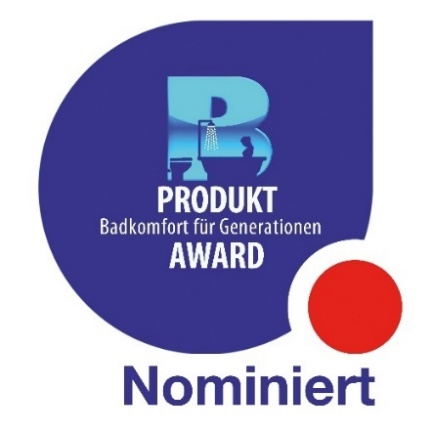 B
PRODUKT
Badkomfort für Generationen
AWARD
Nominiert